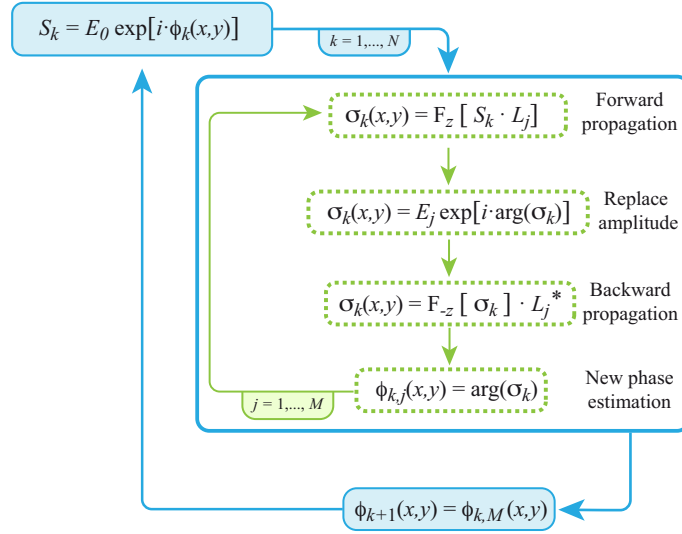 S_k = E_0 exp[i·ϕ_k(x,y)]
k = 1,..., N
σ_k(x,y) = F_z [ S_k · L_j]
Forward
propagation
σ_k(x,y) = E_j exp[i·arg(σ_k)]
Replace
amplitude
σ_k(x,y) = F_-z [ σ_k ] · L_j*
Backward
propagation
ϕ_k,j(x,y) = arg(σ_k)
New phase
estimation
j = 1,..., M
ϕ_k+1(x,y) = ϕ_k,M(x,y)